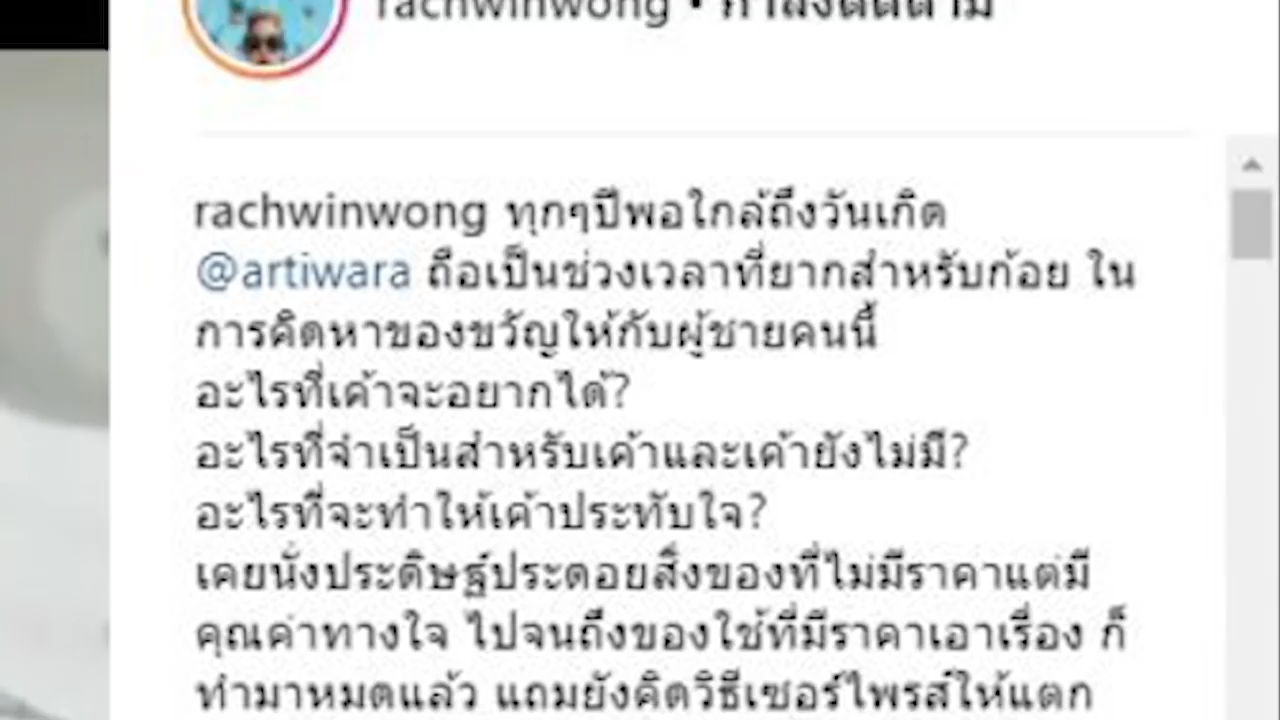 rachwinwong • กำลังติดตาม
rachwinwong ทุกๆปีพอใกล้ถึงวันเกิด
@artiwara ถือเป็นช่วงเวลาที่ยากสำหรับก้อย ใน
การคิดหาของขวัญให้กับผู้ชายคนนี้
อะไรที่เค้าจะอยากได้?
อะไรที่จำเป็นสำหรับเค้าและเค้ายังไม่มี?
อะไรที่จะทำให้เค้าประทับใจ?
เคยนั่งประดิษฐ์ประดอยสิ่งของที่ไม่มีราคาแต่มี
คุณค่าทางใจ ไปจนถึงของใช้ที่มีราคาเอาเรื่อง ก็
ทำมาหมดแล้ว แถมยังคิดวิธีเซอร์ไพรส์ให้แตก